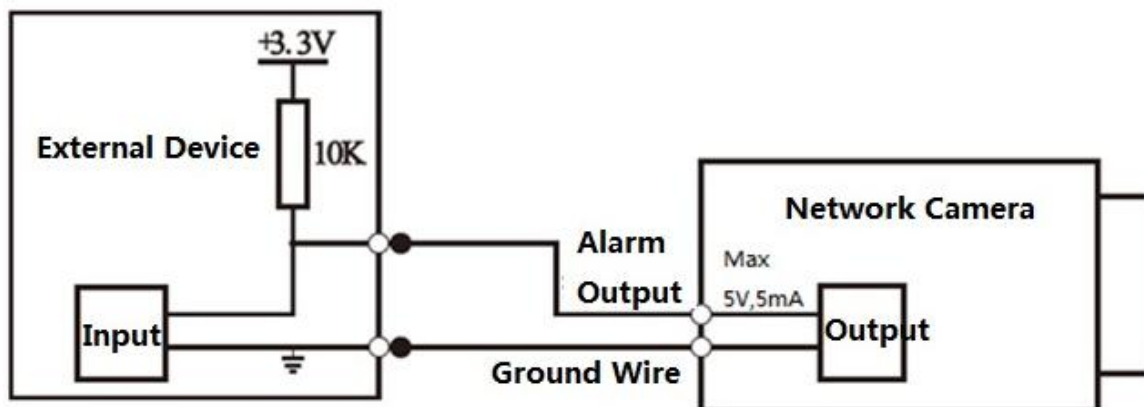 +3.3V
External Device
10K
Network Camera
Alarm
Output
Max
5V,5mA
Input
Output
Ground Wire